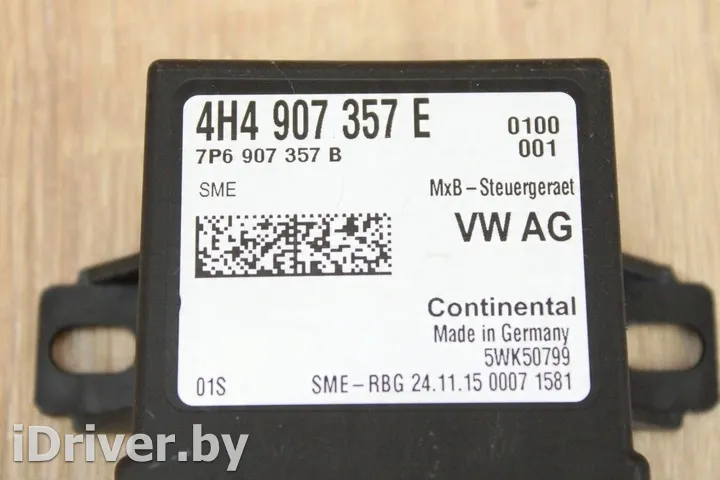 4H4 907 357 E
0100
7P6 907 357 B
001
SME
MxB-Steuergeraet
VW AG
Continental
Made in Germany
5WK50799
01S
SME-RBG 24.11.15 0007 1581
iDriver.by